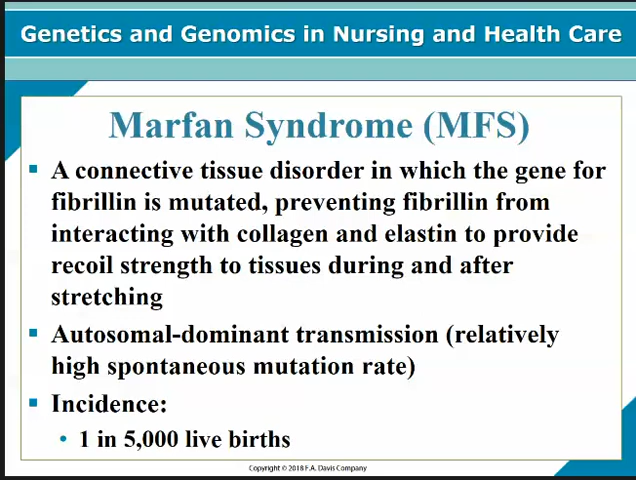 Genetics and Genomics in Nursing and Health Care
Marfan Syndrome (MFS)
▪ A connective tissue disorder in which the gene for
fibrillin is mutated, preventing fibrillin from
interacting with collagen and elastin to provide
recoil strength to tissues during and after
stretching
▪ Autosomal-dominant transmission (relatively
high spontaneous mutation rate)
▪ Incidence:
• 1 in 5,000 live births
Copyright © 2018 F.A. Davis Company